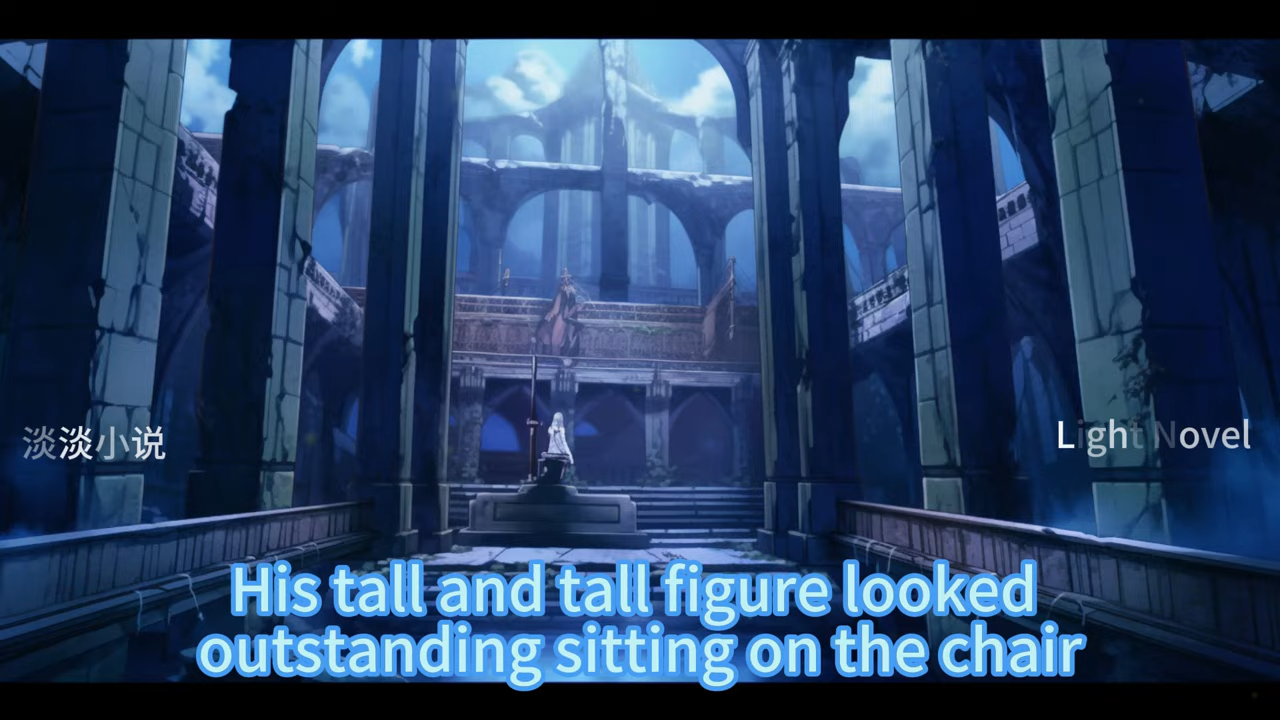 淡淡小说
Light Novel
His tall and tall figure looked
outstanding sitting on the chair